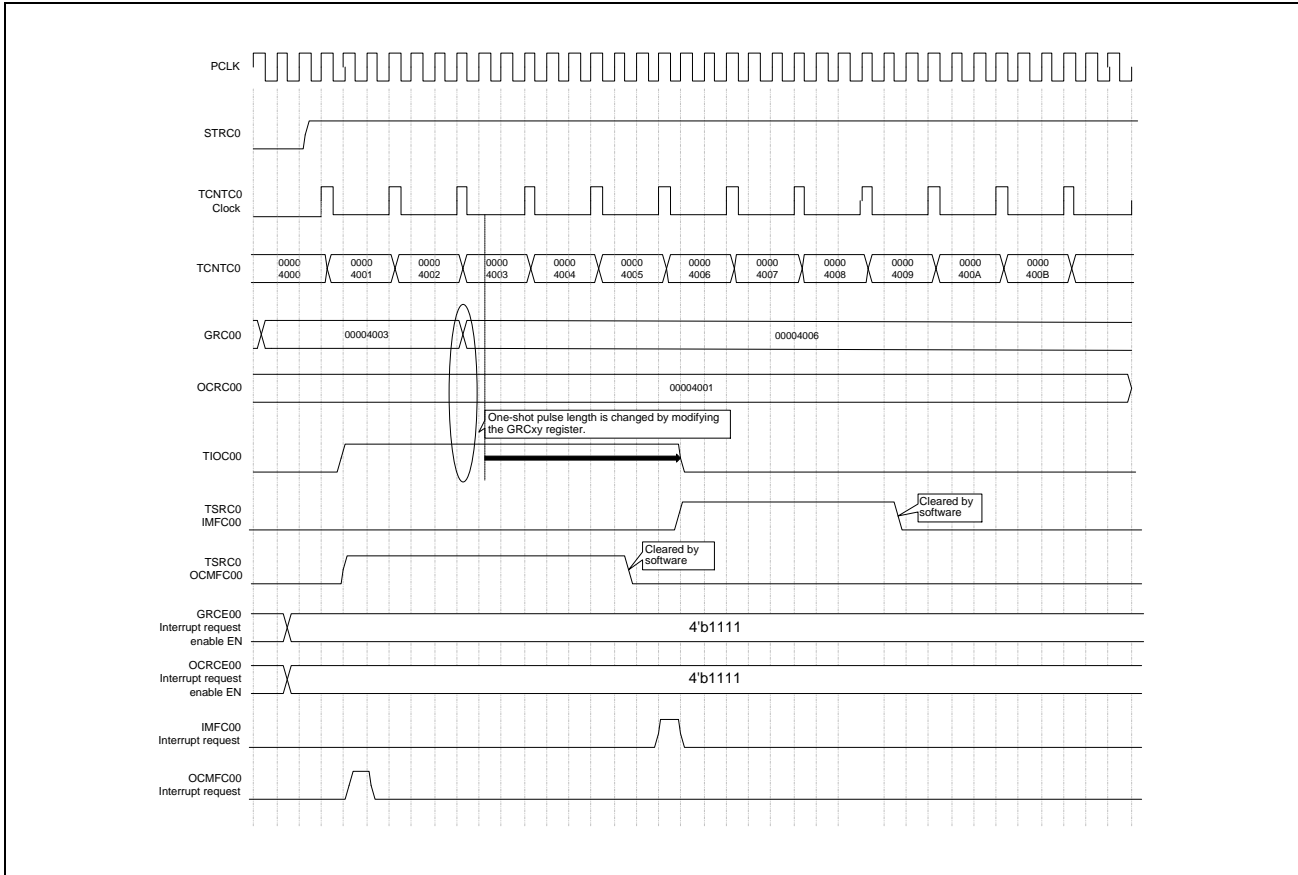 PCLK
STRC0
TCNTC0
Clock
TCNTC0
0000
4000
0000
4001
0000
4002
0000
4003
0000
4004
0000
4005
0000
4006
0000
4007
0000
4008
0000
4009
0000
400A
0000
400B
GRC00
00004003
00004006
OCRC00
00004001
One-shot pulse length is changed by modifying
the GRCxy register.
TIOC00
TSRC0
IMFC00
Cleared by
software
TSRC0
OCMFC00
Cleared by
software
GRCE00
Interrupt request
enable EN
4'b1111
OCRCE00
Interrupt request
enable EN
4'b1111
IMFC00
Interrupt request
OCMFC00
Interrupt request